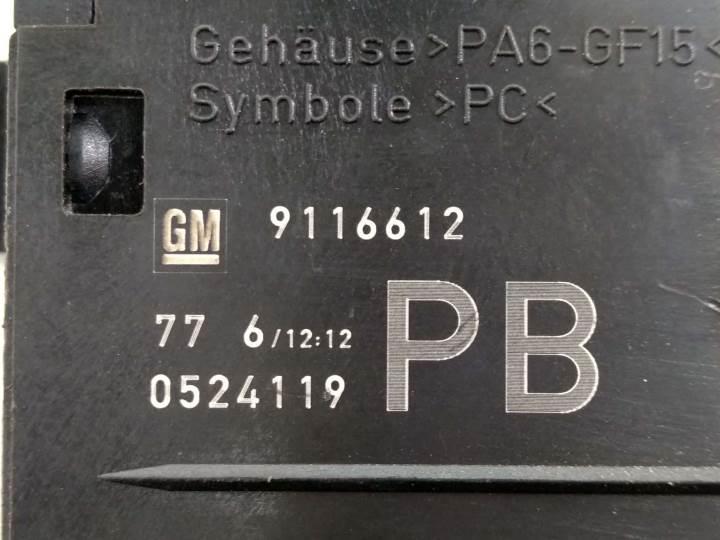 Gehäuse >PA6-GF15<
Symbole >PC<
GM 9116612
77 6/12:12
0524119 PB